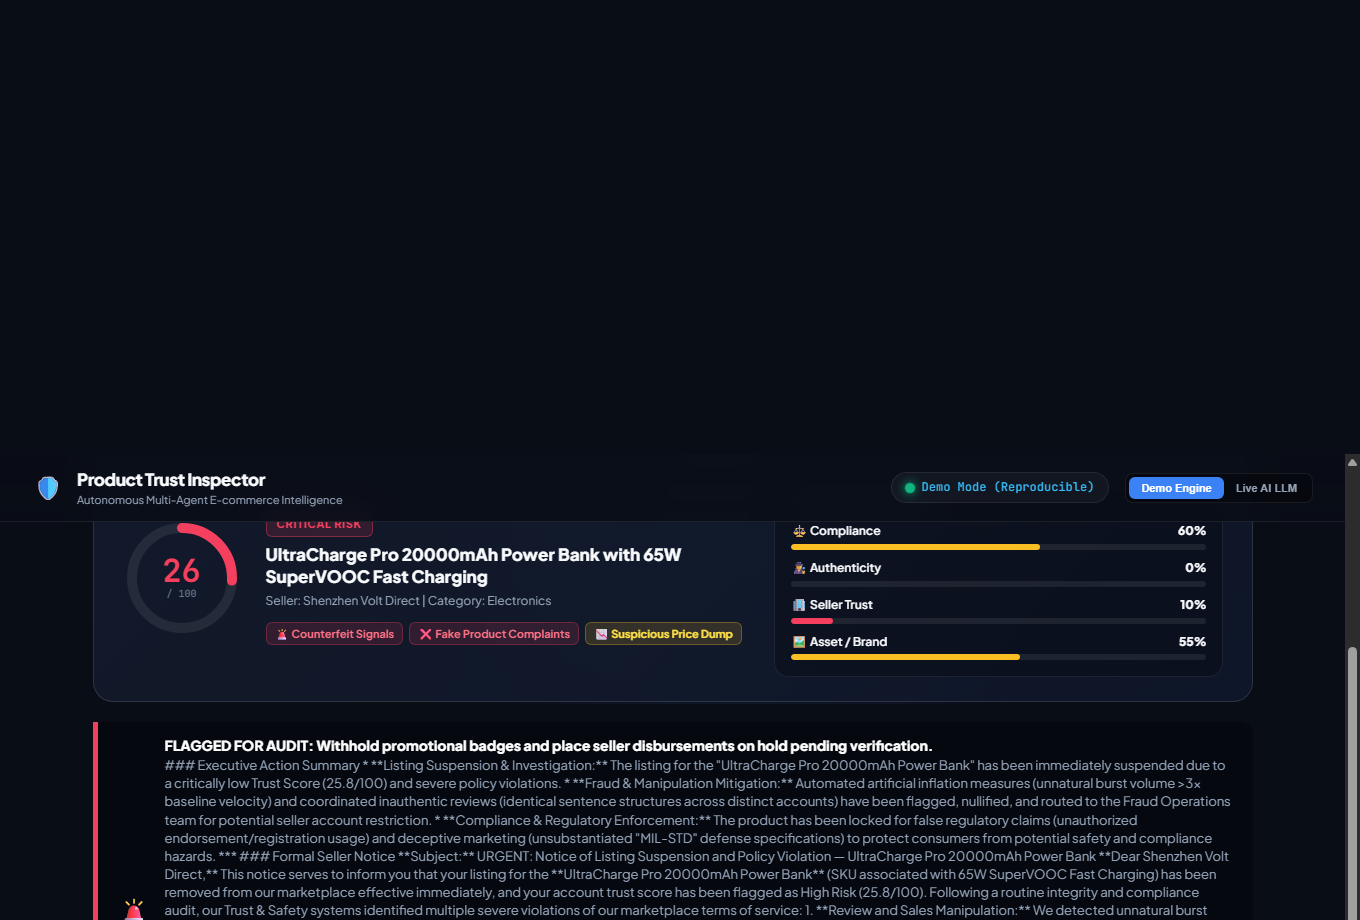 Product Trust Inspector
Autonomous Multi-Agent E-commerce Intelligence
Demo Mode (Reproducible)
Demo Engine
Live AI LLM
CRITICAL RISK
26
/ 100
UltraCharge Pro 20000mAh Power Bank with 65W
SuperVOOC Fast Charging
Seller: Shenzhen Volt Direct | Category: Electronics
Counterfeit Signals
Fake Product Complaints
Suspicious Price Dump
Compliance 60%
Authenticity 0%
Seller Trust 10%
Asset / Brand 55%
FLAGGED FOR AUDIT: Withhold promotional badges and place seller disbursements on hold pending verification.
### Executive Action Summary * **Listing Suspension & Investigation:** The listing for the "UltraCharge Pro 20000mAh Power Bank" has been immediately suspended due to
a critically low Trust Score (25.8/100) and severe policy violations. * **Fraud & Manipulation Mitigation:** Automated artificial inflation measures (unnatural burst volume >3×
baseline velocity) and coordinated inauthentic reviews (identical sentence structures across distinct accounts) have been flagged, nullified, and routed to the Fraud Operations
team for potential seller account restriction. * **Compliance & Regulatory Enforcement:** The product has been locked for false regulatory claims (unauthorized
endorsement/registration usage) and deceptive marketing (unsubstantiated "MIL-STD" defense specifications) to protect consumers from potential safety and compliance
hazards. *** ### Formal Seller Notice **Subject:** URGENT: Notice of Listing Suspension and Policy Violation — UltraCharge Pro 20000mAh Power Bank **Dear Shenzhen Volt
Direct,** This notice serves to inform you that your listing for the **UltraCharge Pro 20000mAh Power Bank** (SKU associated with 65W SuperVOOC Fast Charging) has been
removed from our marketplace effective immediately, and your account trust score has been flagged as High Risk (25.8/100). Following a routine integrity and compliance
audit, our Trust & Safety systems identified multiple severe violations of our marketplace terms of service: 1. **Review and Sales Manipulation:** We detected unnatural burst